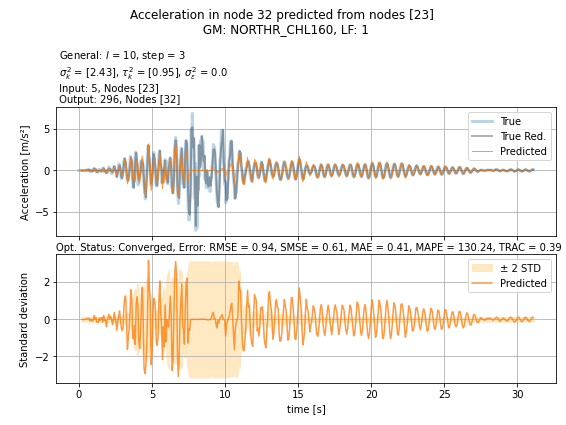 Acceleration in node 32 predicted from nodes [23]
GM: NORTHR_CHL160, LF: 1
General: l = 10, step = 3
σ²_k = [2.43], τ²_k = [0.95], σ²_ε = 0.0
Input: 5, Nodes [23]
Output: 296, Nodes [32]
True
True Red.
Predicted
Acceleration [m/s²]
5
0
−5
Opt. Status: Converged, Error: RMSE = 0.94, SMSE = 0.61, MAE = 0.41, MAPE = 130.24, TRAC = 0.39
± 2 STD
Predicted
Standard deviation
2
0
−2
0 5 10 15 20 25 30
time [s]